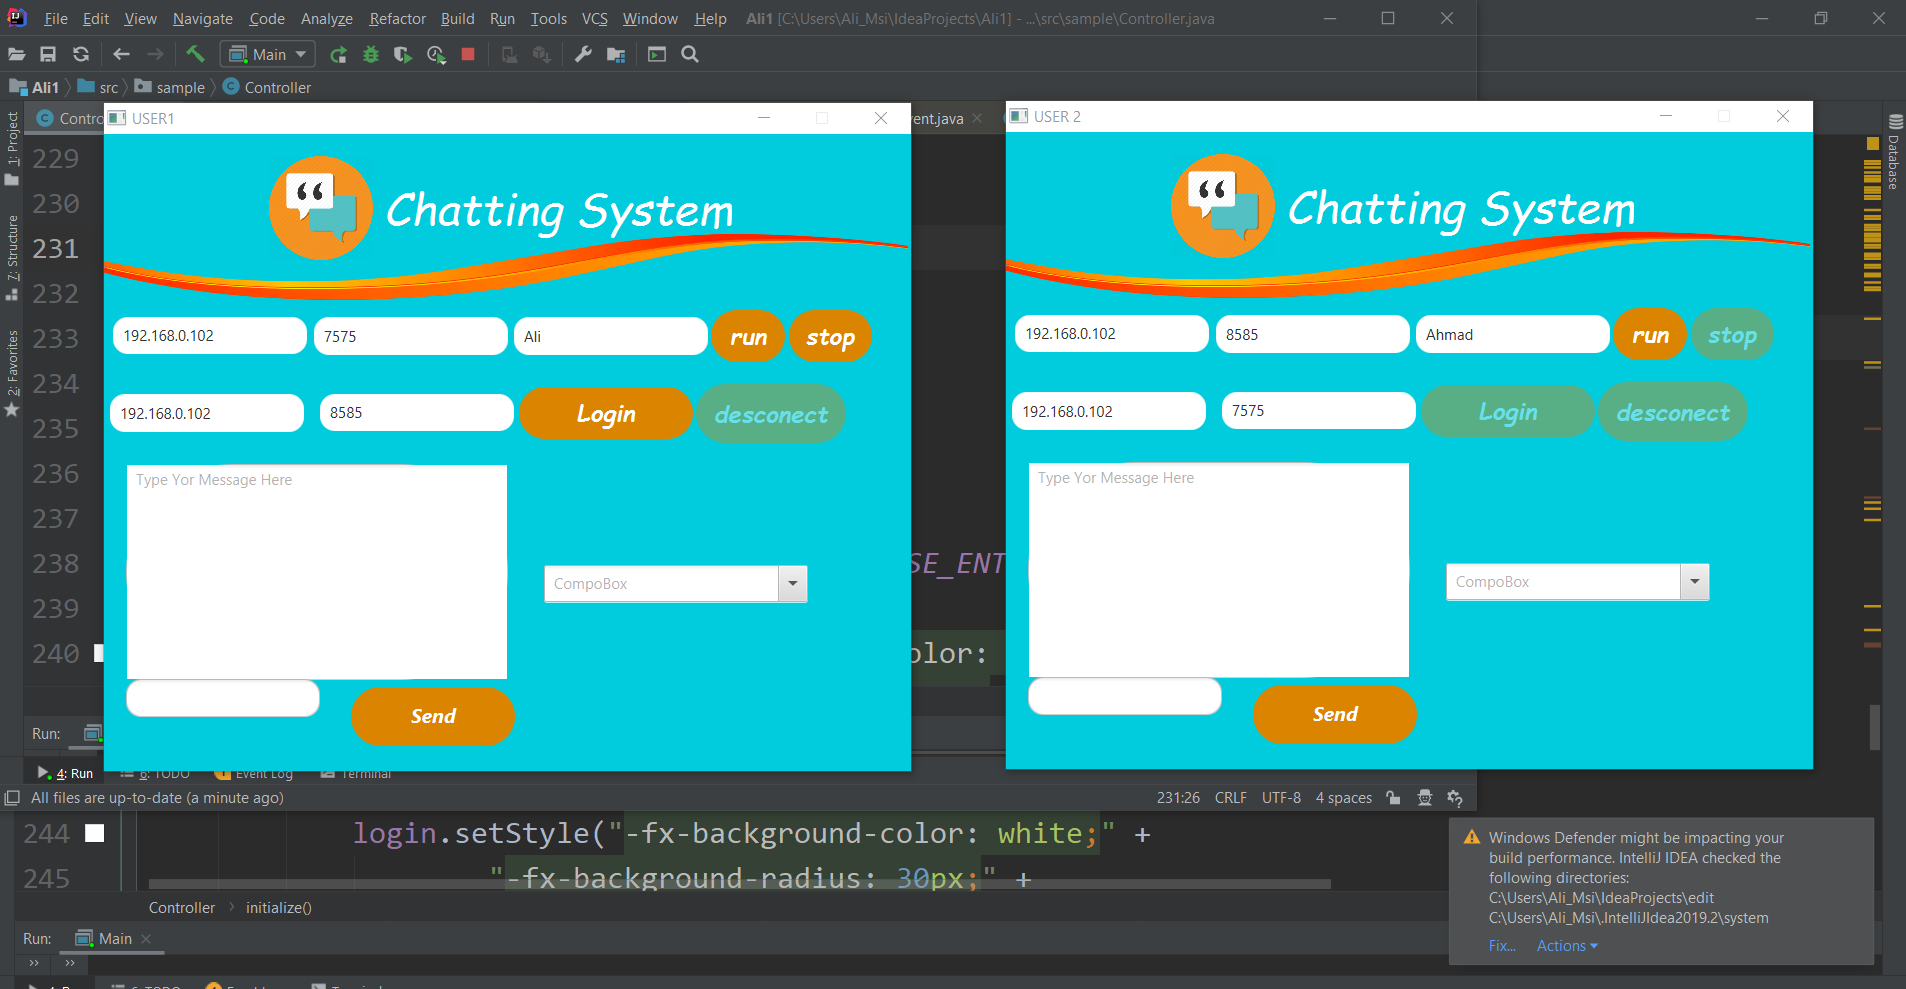 File Edit View Navigate Code Analyze Refactor Build Run Tools VCS Window Help Ali1 [C:\Users\Ali_Msi\IdeaProjects\Ali1] - ...\src\sample\Controller.java
Main
Ali1 src sample Controller
Contro
vent.java
1: Project
7: Structure
2: Favorites
Database
229
230
231
232
233
234
235
236
237
238
SE_ENT
239
240
olor:
USER1
Chatting System
192.168.0.102 7575 Ali run stop
192.168.0.102 8585 Login desconect
Type Yor Message Here
CompoBox
Send
USER 2
Chatting System
192.168.0.102 8585 Ahmad run stop
192.168.0.102 7575 Login desconect
Type Yor Message Here
CompoBox
Send
Run:
4: Run 6: TODO Event Log Terminal
All files are up-to-date (a minute ago)
231:26 CRLF UTF-8 4 spaces
244 login.setStyle("-fx-background-color: white;" +
245 "-fx-background-radius: 30px;" +
Controller initialize()
Run: Main
Windows Defender might be impacting your
build performance. IntelliJ IDEA checked the
following directories:
C:\Users\Ali_Msi\IdeaProjects\edit
C:\Users\Ali_Msi\.IntelliJIdea2019.2\system
Fix... Actions